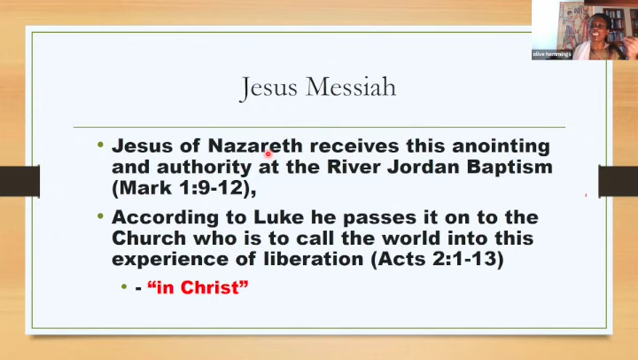 olive hemmings
Jesus Messiah
• Jesus of Nazareth receives this anointing
and authority at the River Jordan Baptism
(Mark 1:9-12),
• According to Luke he passes it on to the
Church who is to call the world into this
experience of liberation (Acts 2:1-13)
• - “in Christ”